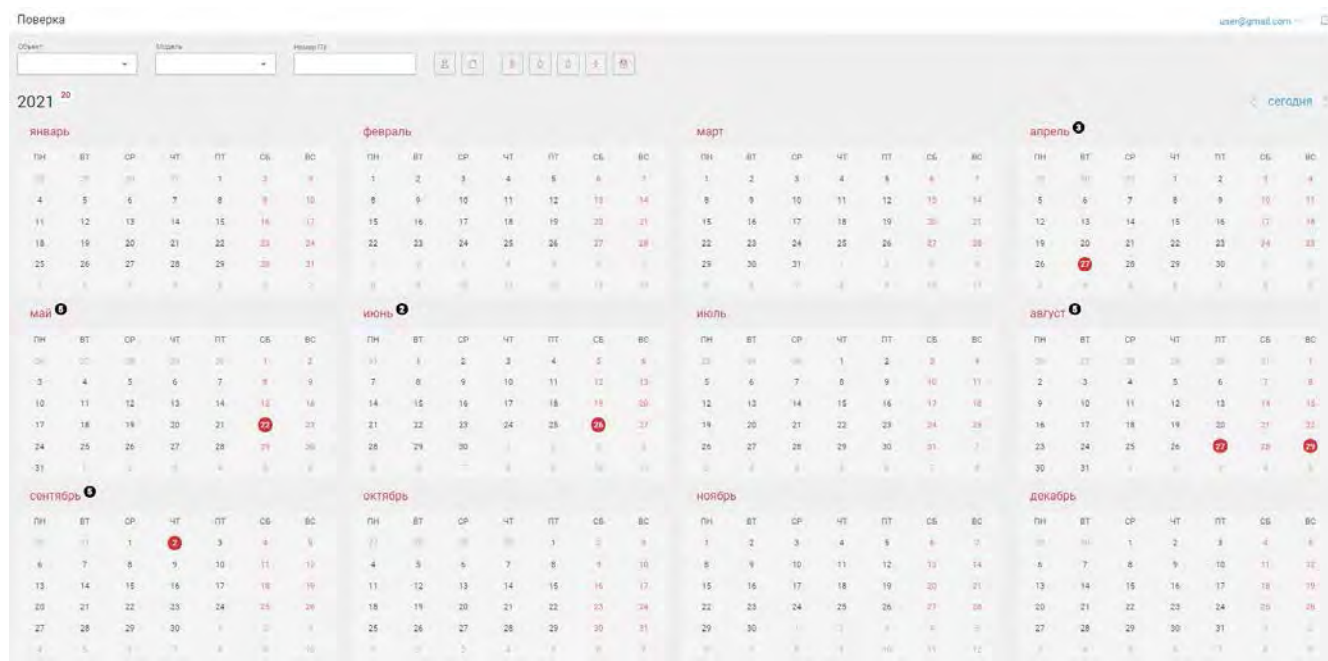 Поверка
user@gmail.com
Объект
Модель
Номер ПУ
2021 20
сегодня
январь
ПН ВТ СР ЧТ ПТ СБ ВС
1 2 3
4 5 6 7 8 9 10
11 12 13 14 15 16 17
18 19 20 21 22 23 24
25 26 27 28 29 30 31
февраль
ПН ВТ СР ЧТ ПТ СБ ВС
1 2 3 4 5 6 7
8 9 10 11 12 13 14
15 16 17 18 19 20 21
22 23 24 25 26 27 28
март
ПН ВТ СР ЧТ ПТ СБ ВС
1 2 3 4 5 6 7
8 9 10 11 12 13 14
15 16 17 18 19 20 21
22 23 24 25 26 27 28
29 30 31
апрель 3
ПН ВТ СР ЧТ ПТ СБ ВС
1 2 3 4
5 6 7 8 9 10 11
12 13 14 15 16 17 18
19 20 21 22 23 24 25
26 27 28 29 30
май 5
ПН ВТ СР ЧТ ПТ СБ ВС
1 2
3 4 5 6 7 8 9
10 11 12 13 14 15 16
17 18 19 20 21 22 23
24 25 26 27 28 29 30
31
июнь 2
ПН ВТ СР ЧТ ПТ СБ ВС
1 2 3 4 5 6
7 8 9 10 11 12 13
14 15 16 17 18 19 20
21 22 23 24 25 26 27
28 29 30
июль
ПН ВТ СР ЧТ ПТ СБ ВС
1 2 3 4
5 6 7 8 9 10 11
12 13 14 15 16 17 18
19 20 21 22 23 24 25
26 27 28 29 30 31
август 5
ПН ВТ СР ЧТ ПТ СБ ВС
1
2 3 4 5 6 7 8
9 10 11 12 13 14 15
16 17 18 19 20 21 22
23 24 25 26 27 28 29
30 31
сентябрь 5
ПН ВТ СР ЧТ ПТ СБ ВС
1 2 3 4 5
6 7 8 9 10 11 12
13 14 15 16 17 18 19
20 21 22 23 24 25 26
27 28 29 30
октябрь
ПН ВТ СР ЧТ ПТ СБ ВС
1 2 3
4 5 6 7 8 9 10
11 12 13 14 15 16 17
18 19 20 21 22 23 24
25 26 27 28 29 30 31
ноябрь
ПН ВТ СР ЧТ ПТ СБ ВС
1 2 3 4 5 6 7
8 9 10 11 12 13 14
15 16 17 18 19 20 21
22 23 24 25 26 27 28
29 30
декабрь
ПН ВТ СР ЧТ ПТ СБ ВС
1 2 3 4 5
6 7 8 9 10 11 12
13 14 15 16 17 18 19
20 21 22 23 24 25 26
27 28 29 30 31